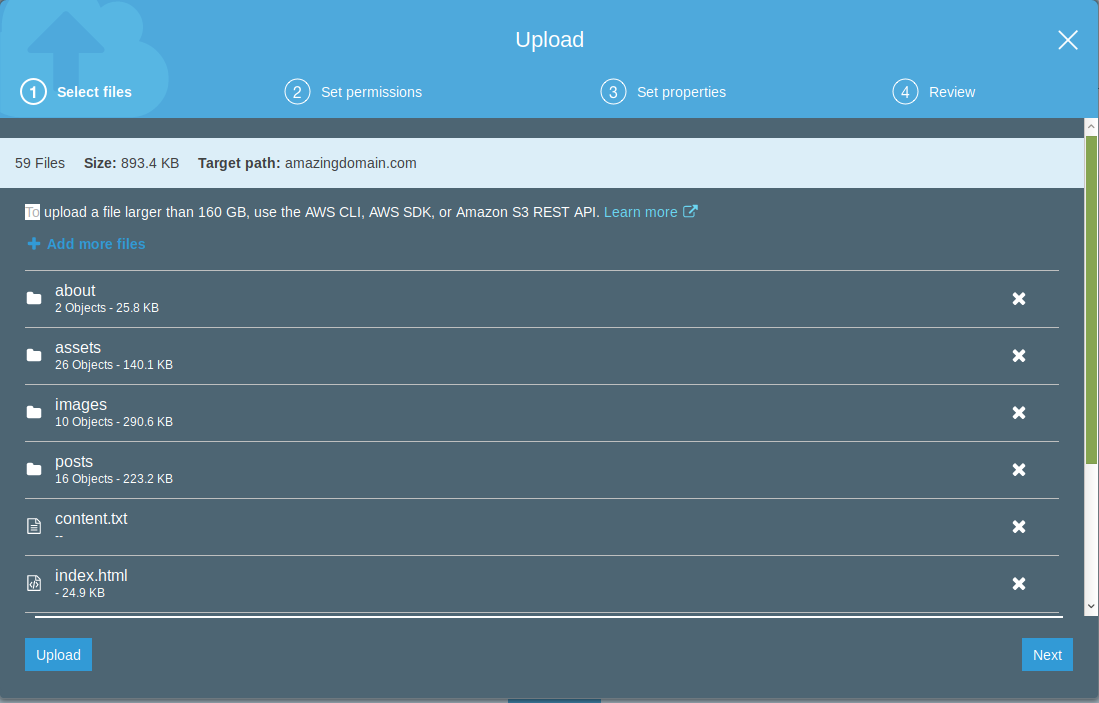 Upload
1 Select files 2 Set permissions 3 Set properties 4 Review
59 Files Size: 893.4 KB Target path: amazingdomain.com
To upload a file larger than 160 GB, use the AWS CLI, AWS SDK, or Amazon S3 REST API. Learn more
Add more files
about
2 Objects - 25.8 KB
assets
26 Objects - 140.1 KB
images
10 Objects - 290.6 KB
posts
16 Objects - 223.2 KB
content.txt
--
index.html
- 24.9 KB
Upload Next